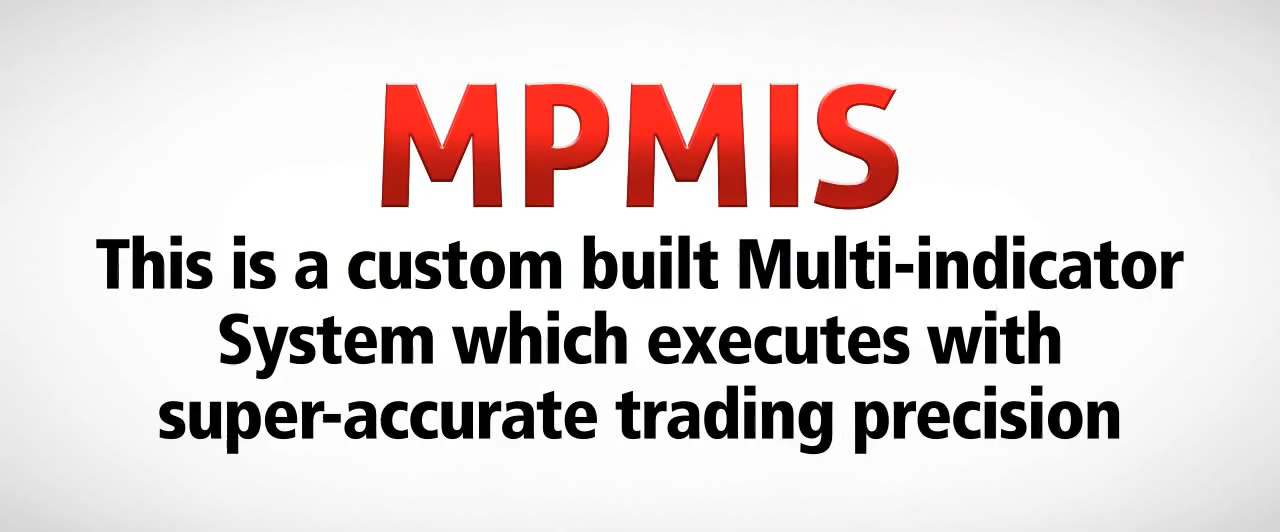 MPMIS
This is a custom built Multi-indicator
System which executes with
super-accurate trading precision